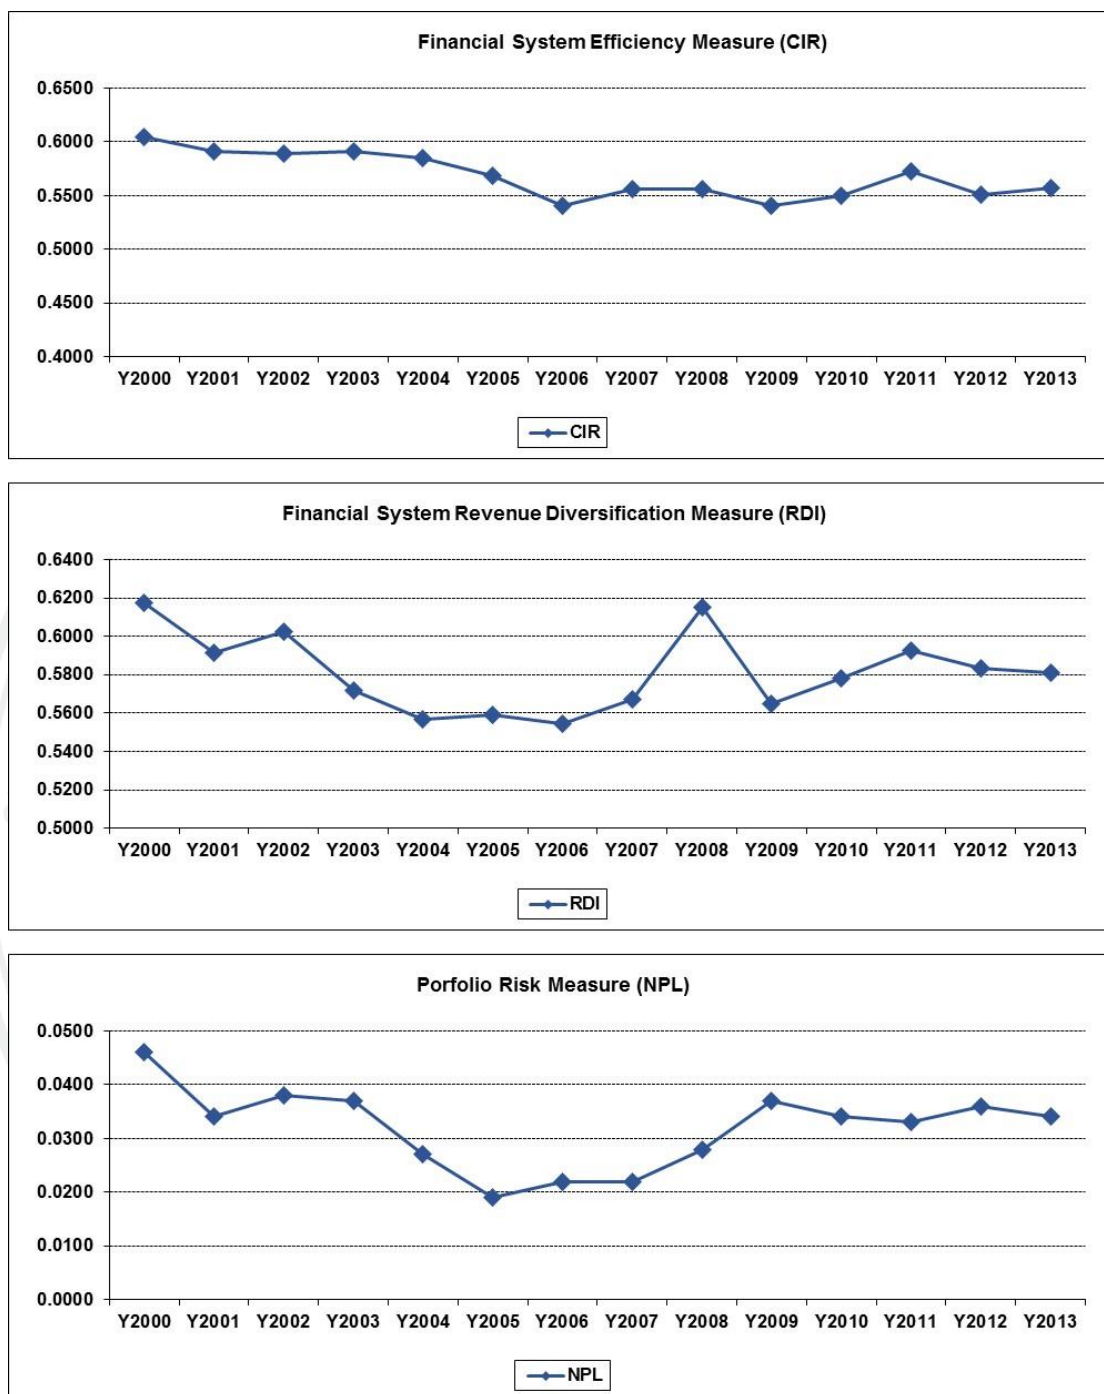 Financial System Efficiency Measure (CIR)
0.6500
0.6000
0.5500
0.5000
0.4500
0.4000
Y2000 Y2001 Y2002 Y2003 Y2004 Y2005 Y2006 Y2007 Y2008 Y2009 Y2010 Y2011 Y2012 Y2013
CIR
Financial System Revenue Diversification Measure (RDI)
0.6400
0.6200
0.6000
0.5800
0.5600
0.5400
0.5200
0.5000
Y2000 Y2001 Y2002 Y2003 Y2004 Y2005 Y2006 Y2007 Y2008 Y2009 Y2010 Y2011 Y2012 Y2013
RDI
Porfolio Risk Measure (NPL)
0.0500
0.0400
0.0300
0.0200
0.0100
0.0000
Y2000 Y2001 Y2002 Y2003 Y2004 Y2005 Y2006 Y2007 Y2008 Y2009 Y2010 Y2011 Y2012 Y2013
NPL